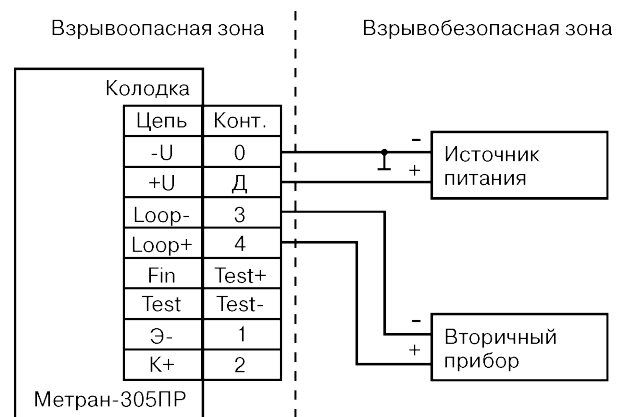 Взрывоопасная зона
Взрывобезопасная зона
Колодка
Цепь Конт.
-U 0
+U Д
Loop- 3
Loop+ 4
Fin Test+
Test Test-
Э- 1
К+ 2
Метран-305ПР
–
+
Источник
питания
–
+
Вторичный
прибор